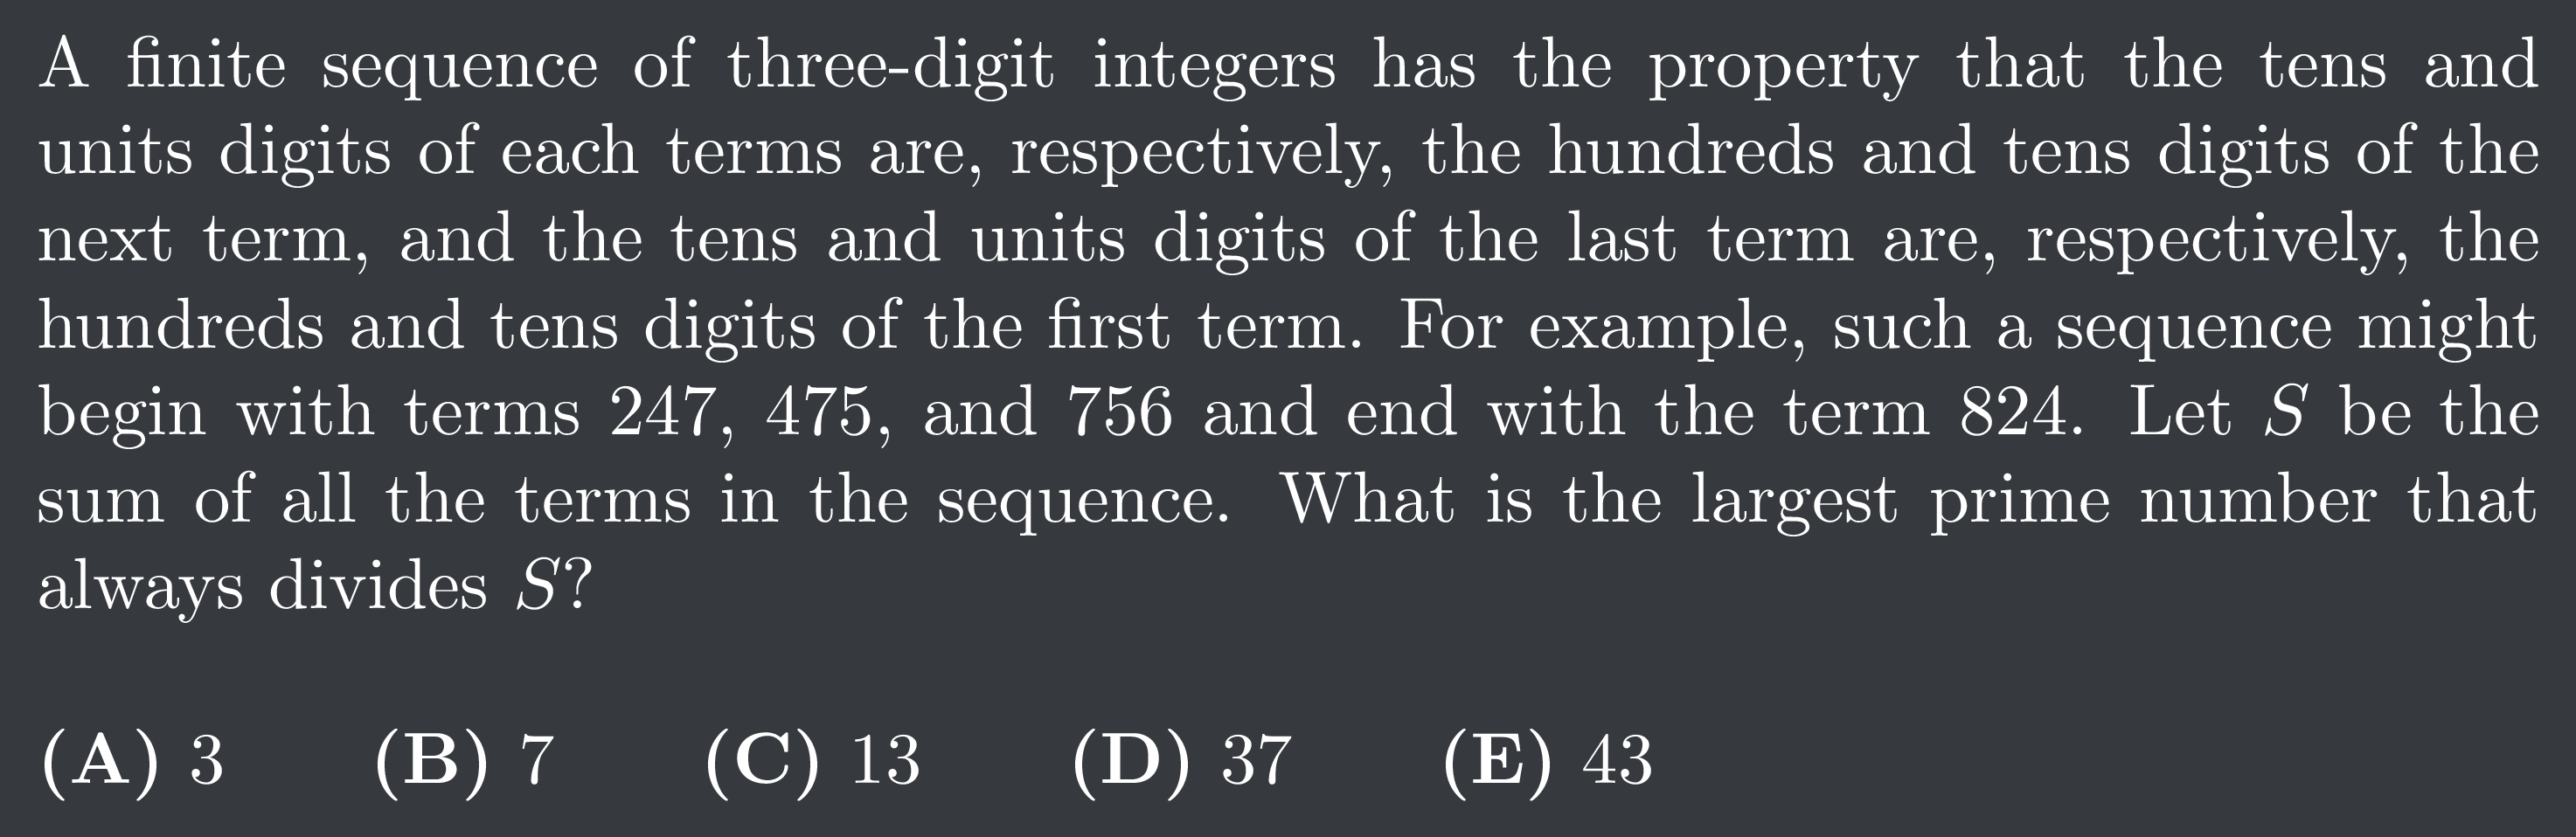 A finite sequence of three-digit integers has the property that the tens and
units digits of each terms are, respectively, the hundreds and tens digits of the
next term, and the tens and units digits of the last term are, respectively, the
hundreds and tens digits of the first term. For example, such a sequence might
begin with terms 247, 475, and 756 and end with the term 824. Let S be the
sum of all the terms in the sequence. What is the largest prime number that
always divides S?
(A) 3 (B) 7 (C) 13 (D) 37 (E) 43